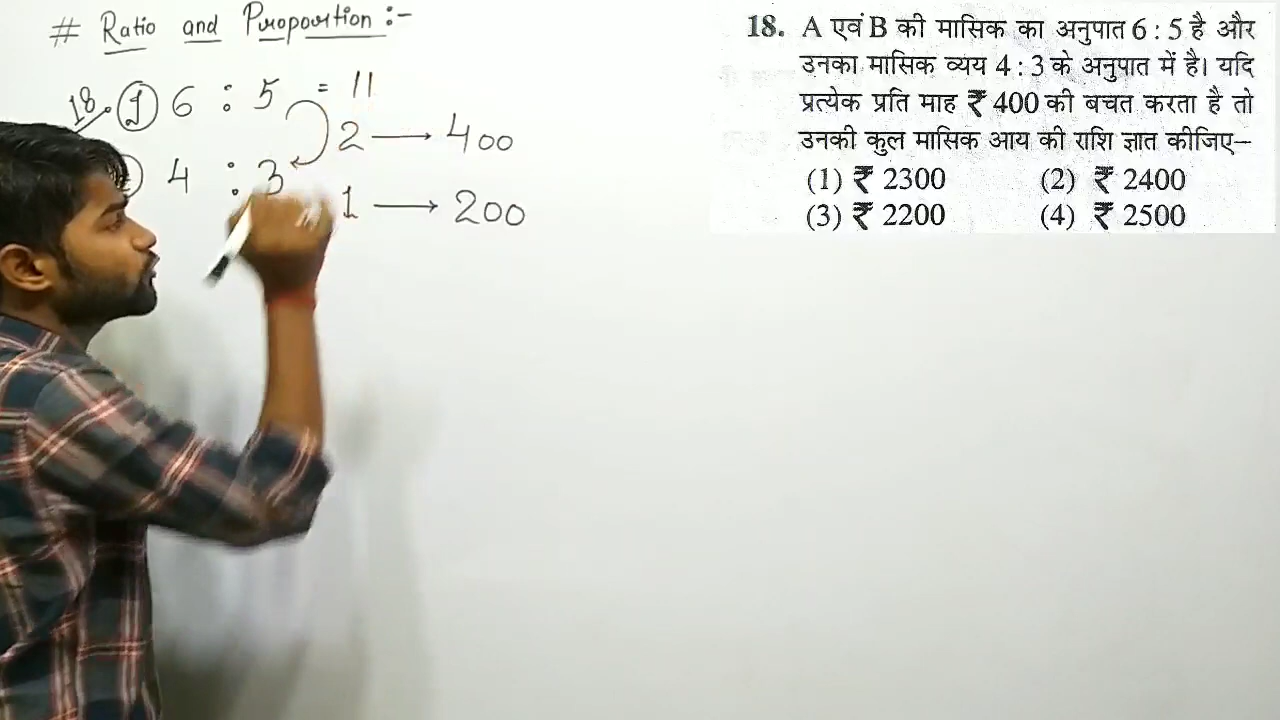 # Ratio and Proportion :-
18. I 6 : 5 = 11
2 → 400
4 : 3
1 → 200
18. A एवं B की मासिक का अनुपात 6 : 5 है और
उनका मासिक व्यय 4 : 3 के अनुपात में है। यदि
प्रत्येक प्रति माह ₹ 400 की बचत करता है तो
उनकी कुल मासिक आय की राशि ज्ञात कीजिए–
(1) ₹ 2300 (2) ₹ 2400
(3) ₹ 2200 (4) ₹ 2500